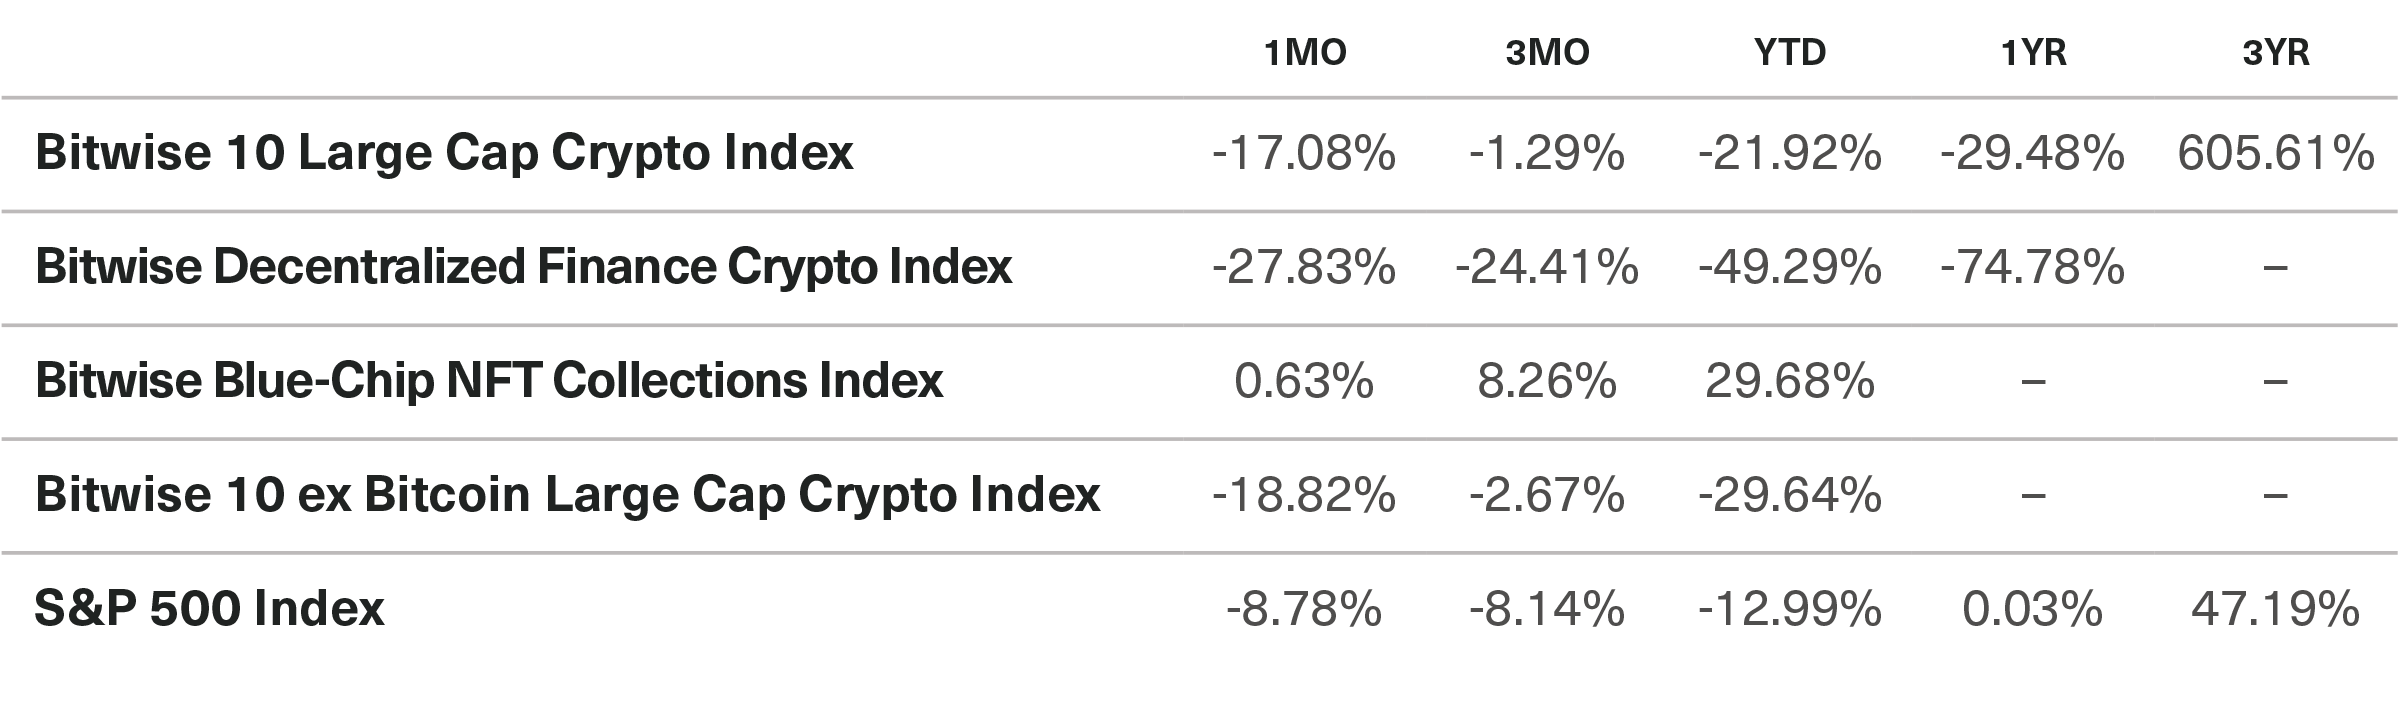 1MO 3MO YTD 1YR 3YR
Bitwise 10 Large Cap Crypto Index -17.08% -1.29% -21.92% -29.48% 605.61%
Bitwise Decentralized Finance Crypto Index -27.83% -24.41% -49.29% -74.78% –
Bitwise Blue-Chip NFT Collections Index 0.63% 8.26% 29.68% – –
Bitwise 10 ex Bitcoin Large Cap Crypto Index -18.82% -2.67% -29.64% – –
S&P 500 Index -8.78% -8.14% -12.99% 0.03% 47.19%